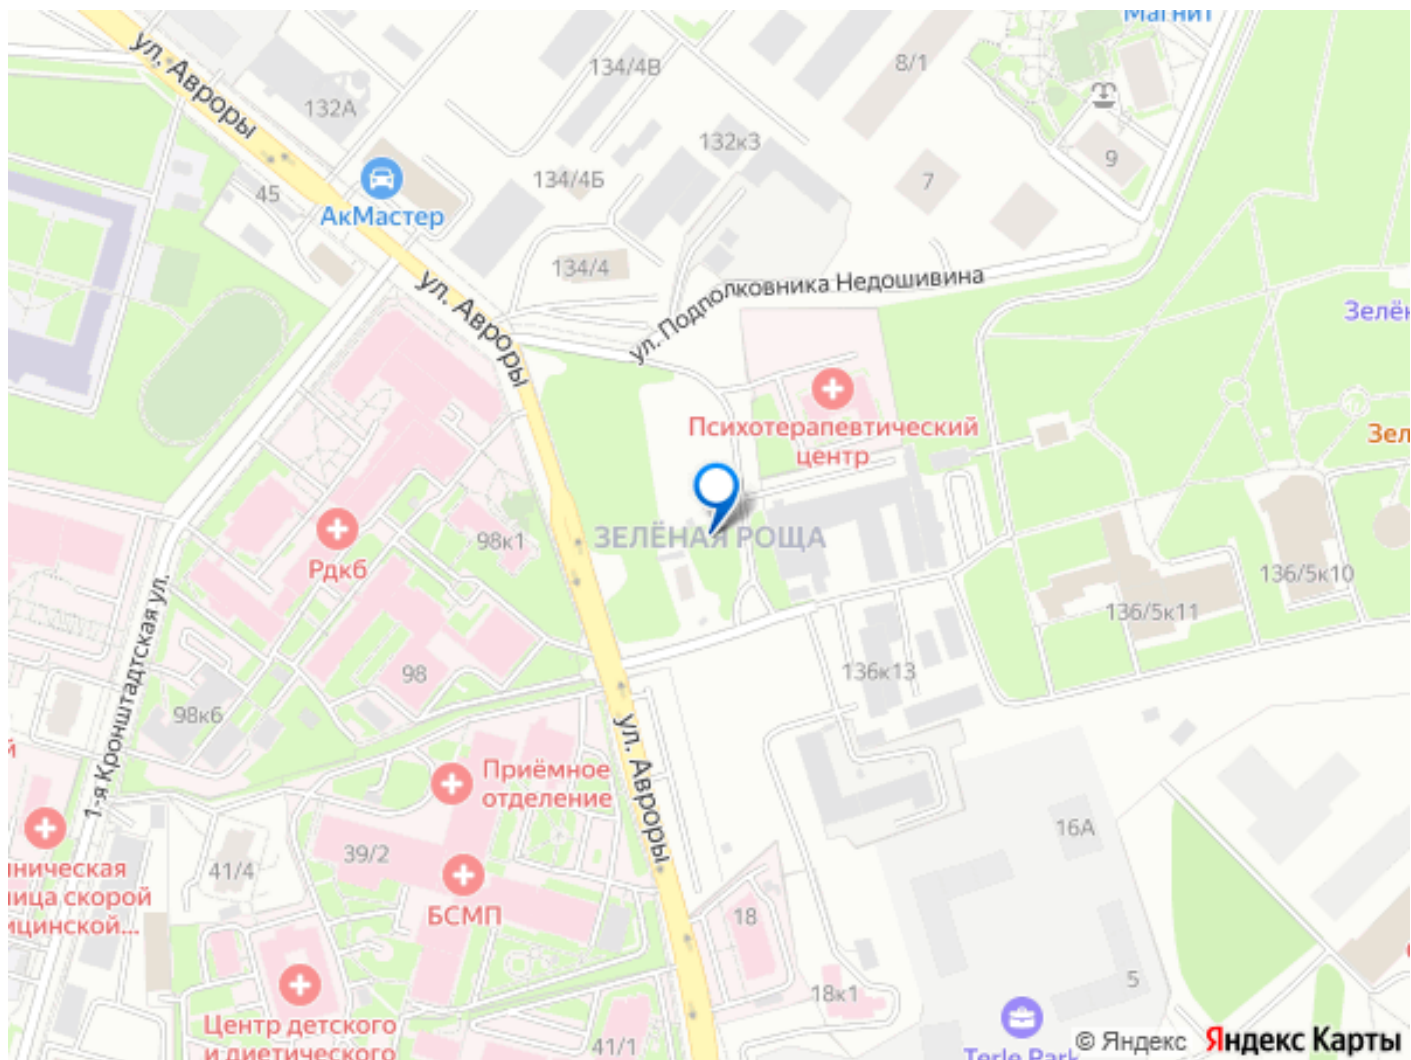 Магнит
ул. Авроры
134/4В
8/1
132А
132к3
9
АкМастер
45
134/4Б
7
134/4
ул. Подполковника Недошивина
ул. Авроры
Психотерапевтический
центр
Рдкб
98к1
ЗЕЛЁНАЯ РОЩА
136/5к10
136/5к11
1-я Кронштадтская ул.
98
136к13
98к6
ул. Авроры
Приёмное
отделение
16А
39/2
41/4
БСМП
18
5
18к1
Центр детского
и диетического
41/1
Terle Park
© Яндекс
Яндекс Карты